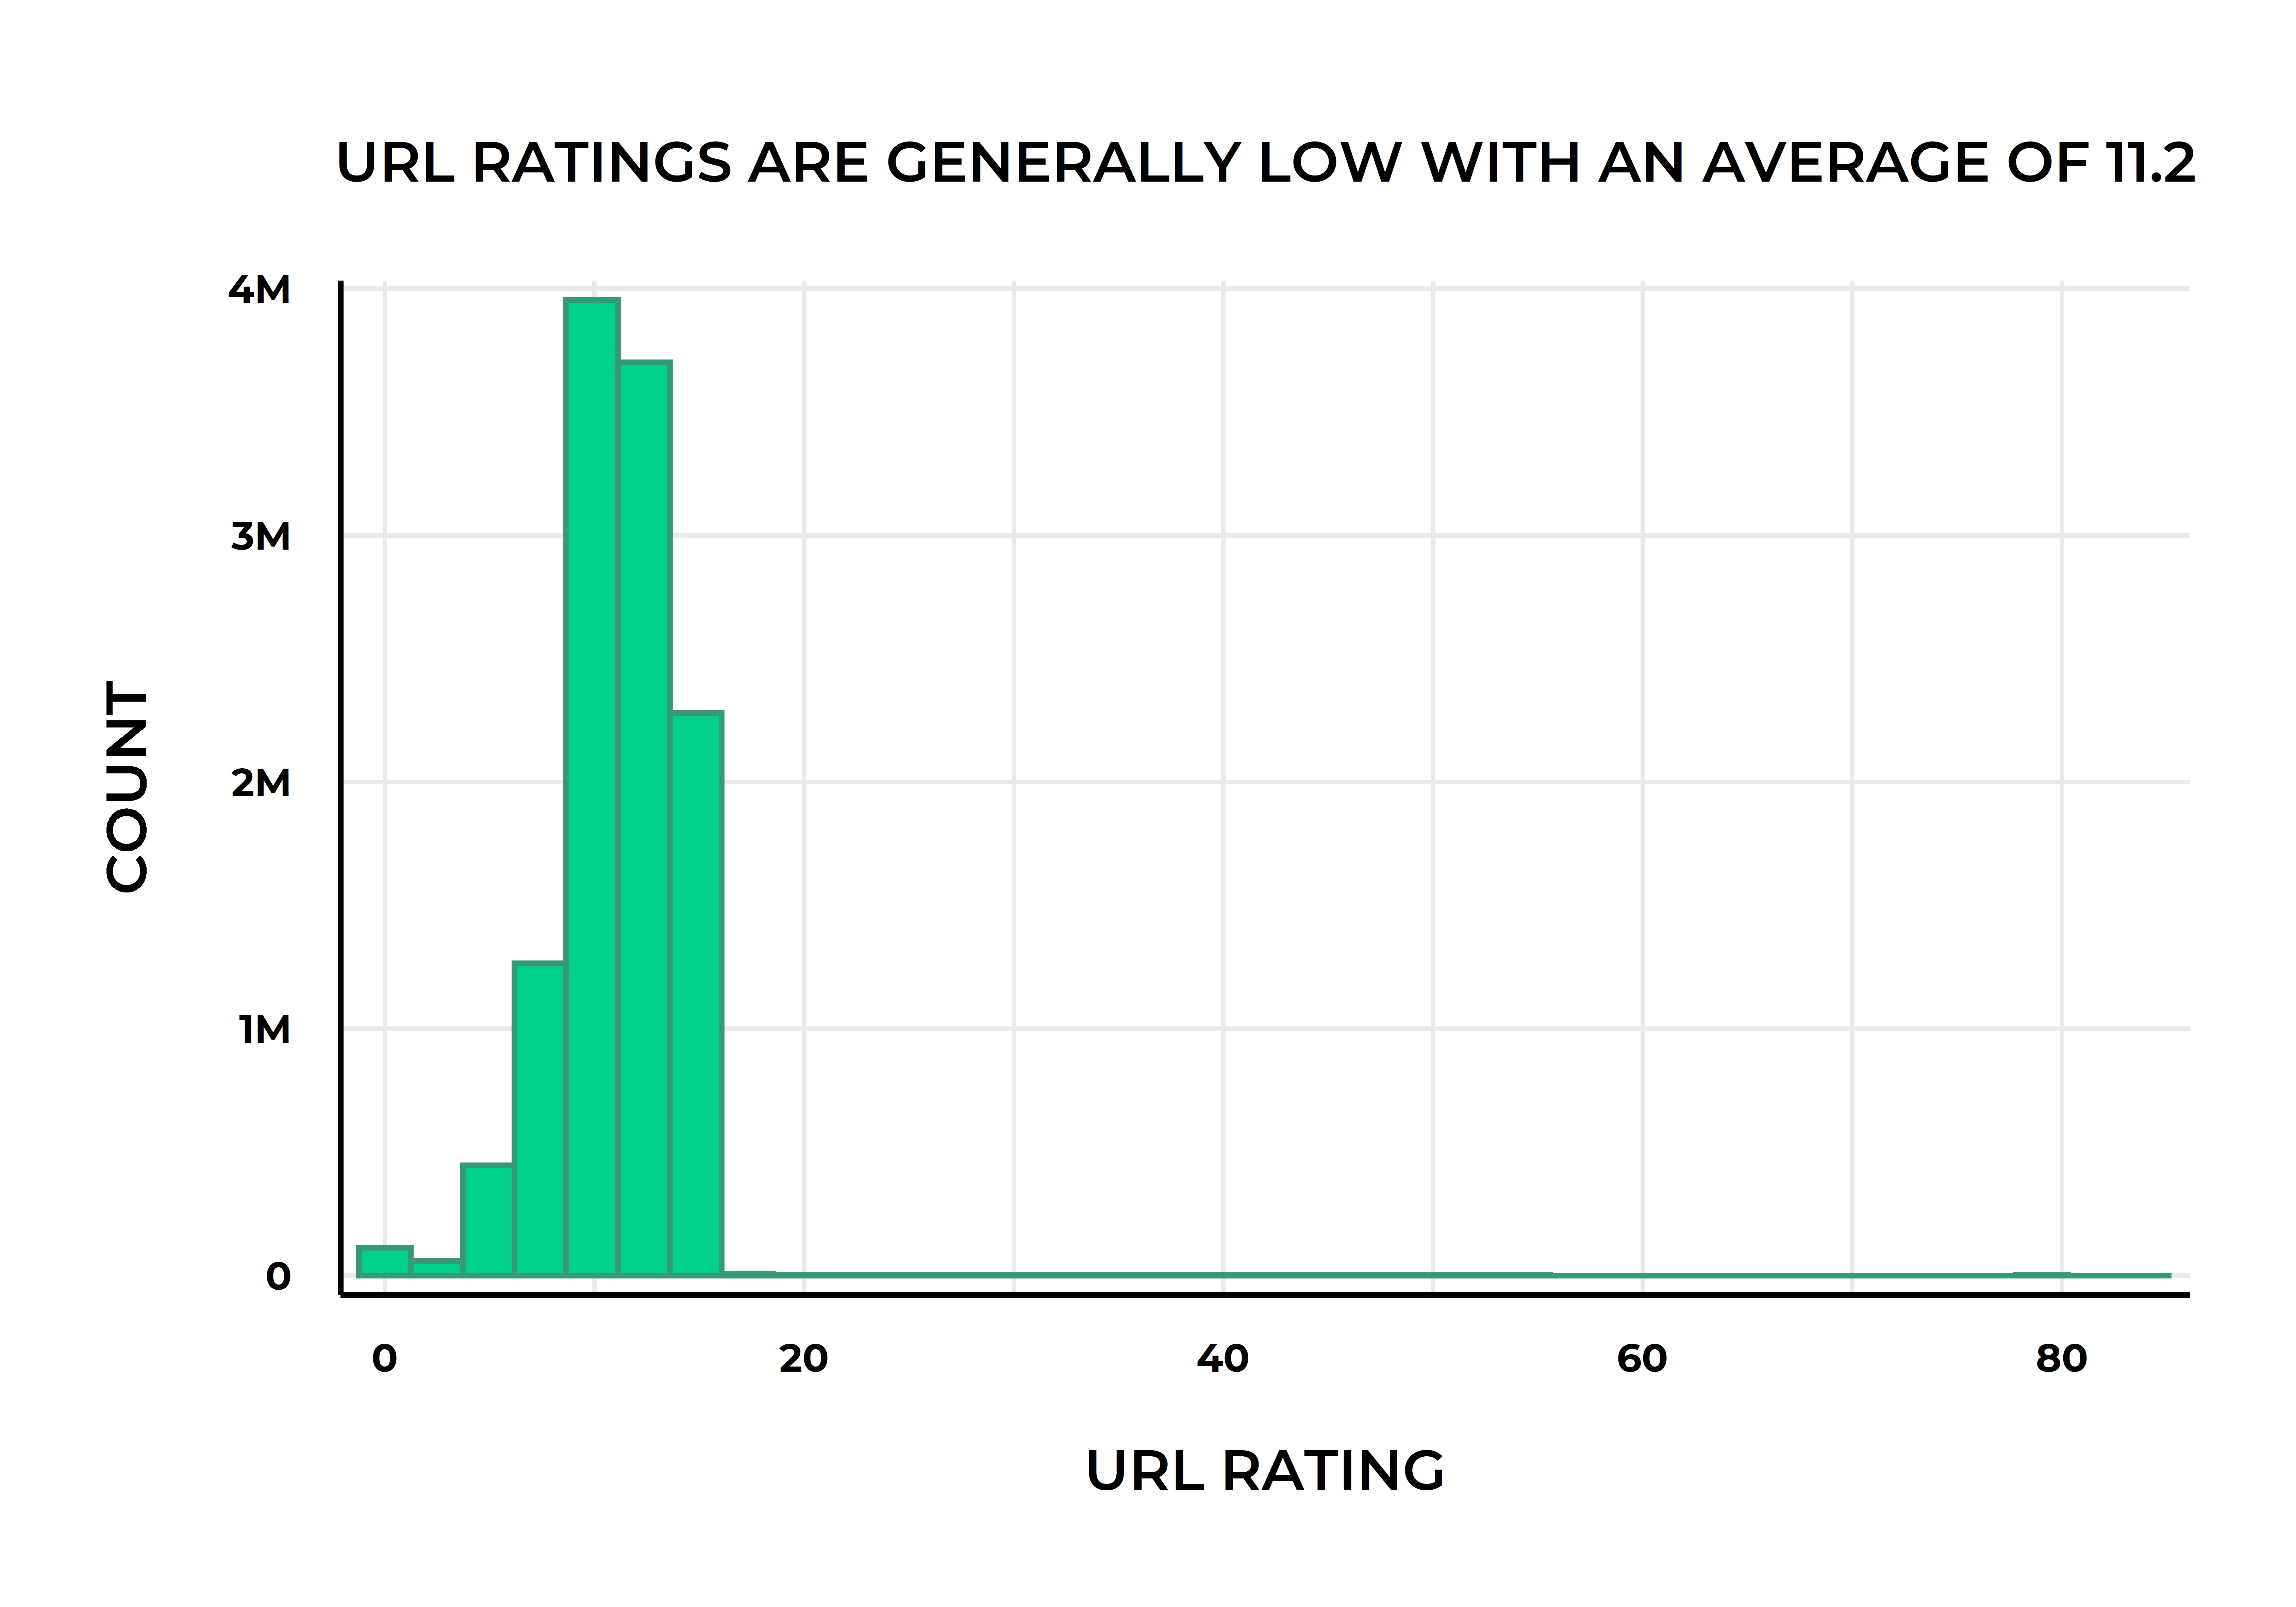 URL RATINGS ARE GENERALLY LOW WITH AN AVERAGE OF 11.2
4M
3M
2M
1M
0
COUNT
0 20 40 60 80
URL RATING